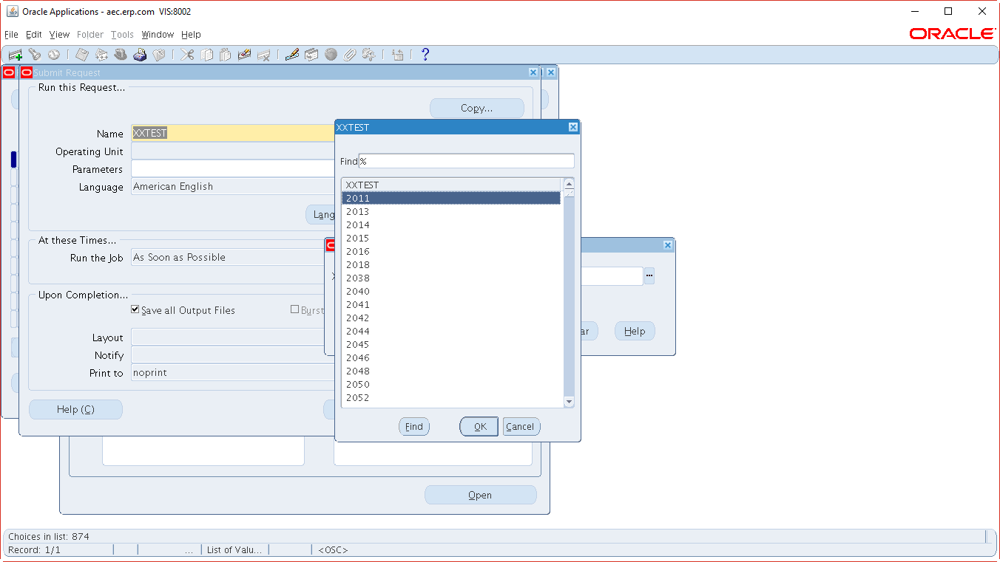 Oracle Applications - aec.erp.com VIS:8002
File Edit View Folder Tools Window Help
ORACLE
Submit Request
Run this Request...
Copy...
XXTEST
Name XXTEST
Operating Unit
Find %
Parameters
Language American English
XXTEST
2011
2013
2014
2015
2016
2018
2038
2040
2041
2042
2044
2045
2046
2048
2050
2052
Lang
At these Times...
Run the Job As Soon as Possible
Upon Completion...
Save all Output Files
Burst
ar
Help
Layout
Notify
Print to noprint
Help (C)
Find OK Cancel
Open
Choices in list: 874
Record: 1/1 ... List of Valu... <OSC>